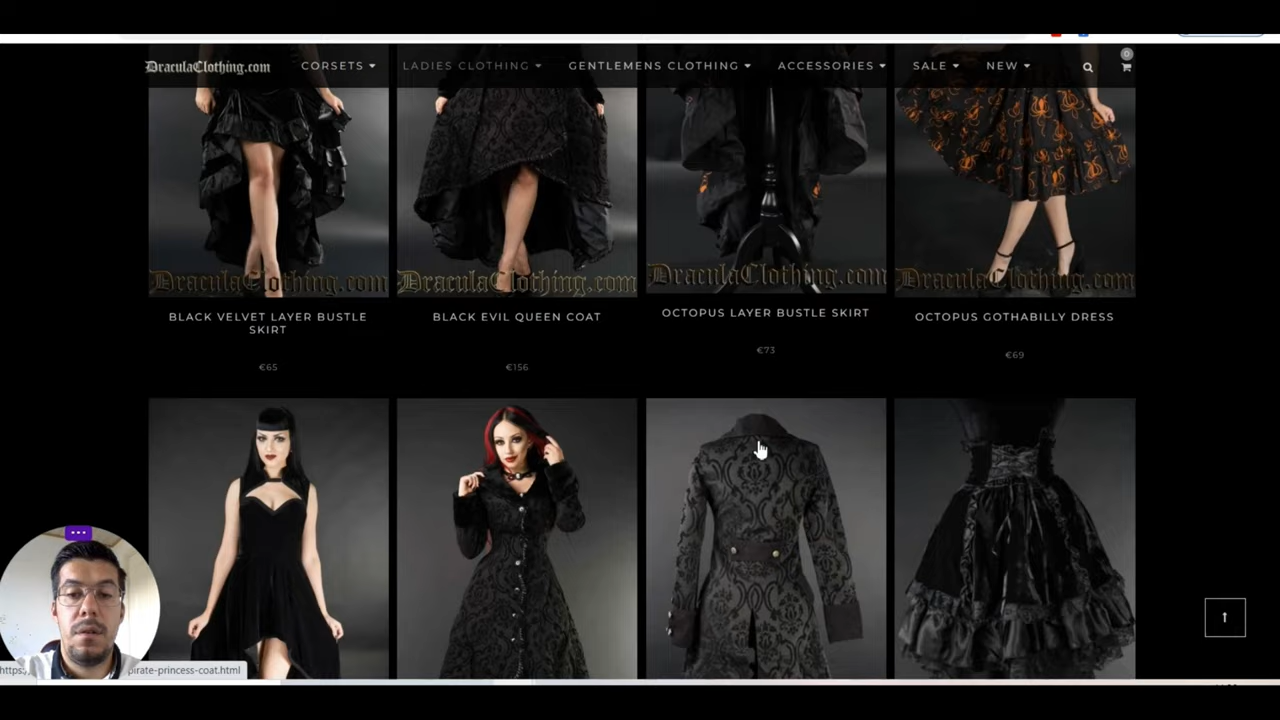 DraculaClothing.com
CORSETS
LADIES CLOTHING
GENTLEMENS CLOTHING
ACCESSORIES
SALE
NEW
0
DraculaClothing.com
DraculaClothing.com
DraculaClothing.com
DraculaClothing.com
BLACK VELVET LAYER BUSTLE
SKIRT
€65
BLACK EVIL QUEEN COAT
€156
OCTOPUS LAYER BUSTLE SKIRT
€73
OCTOPUS GOTHABILLY DRESS
€69
https:/
pirate-princess-coat.html